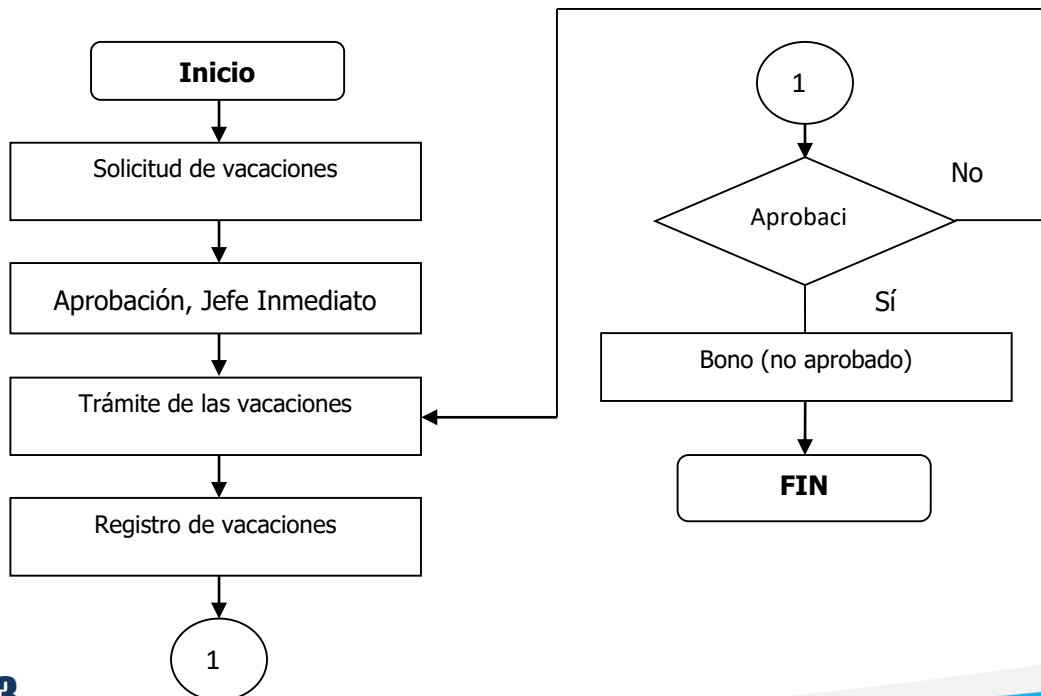 Inicio
Solicitud de vacaciones
Aprobación, Jefe Inmediato
Trámite de las vacaciones
Registro de vacaciones
1
1
Aprobaci
No
Sí
Bono (no aprobado)
FIN